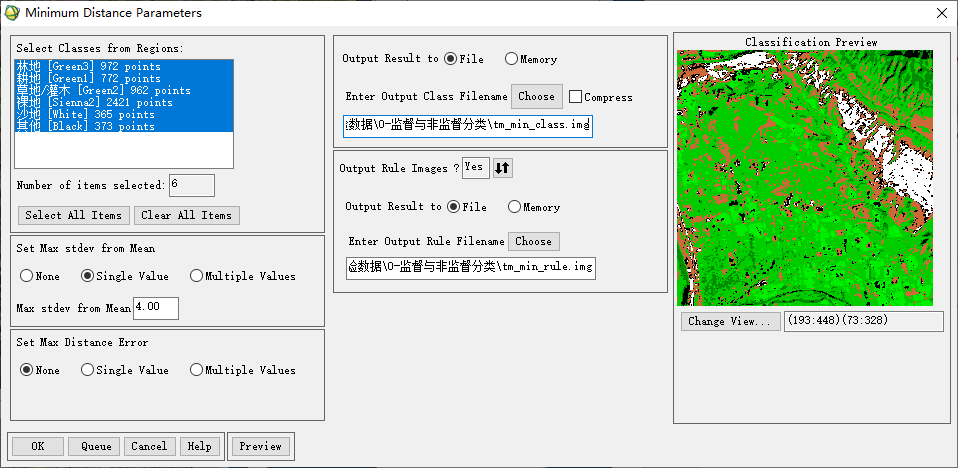 Minimum Distance Parameters
Select Classes from Regions:
林地 [Green3] 972 points
耕地 [Green1] 772 points
草地/灌木 [Green2] 962 points
裸地 [Sienna2] 2421 points
沙地 [White] 365 points
其他 [Black] 373 points
Number of items selected: 6
Select All Items
Clear All Items
Set Max stdev from Mean
None
Single Value
Multiple Values
Max stdev from Mean 4.00
Set Max Distance Error
None
Single Value
Multiple Values
Output Result to File Memory
Enter Output Class Filename Choose Compress
数据\0-监督与非监督分类\tm_min_class.img
Output Rule Images ? Yes
Output Result to File Memory
Enter Output Rule Filename Choose
数据\0-监督与非监督分类\tm_min_rule.img
Classification Preview
Change View... (193:448)(73:328)
OK
Queue
Cancel
Help
Preview